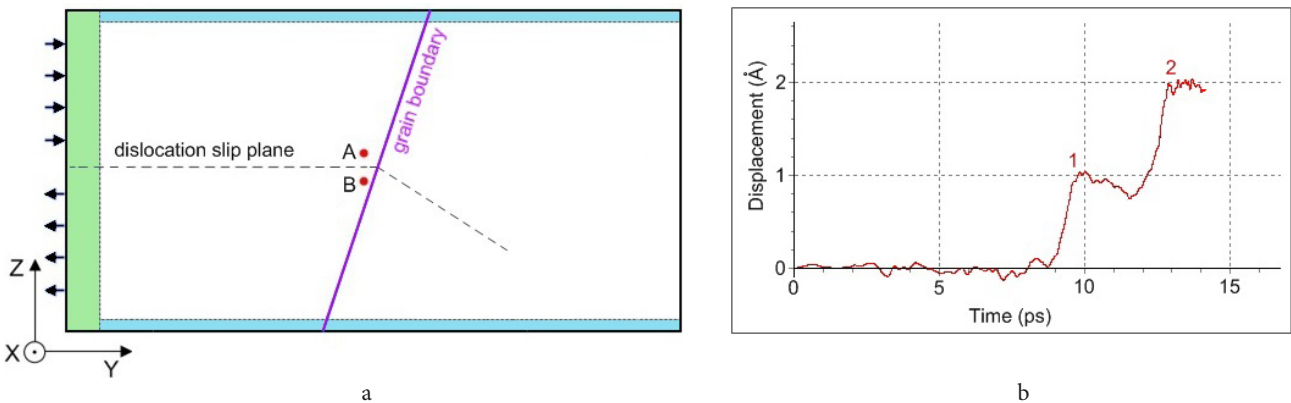 grain boundary
dislocation slip plane
A
B
Z
X
Y
a
Displacement (Å)
2
1
0
1
2
0
5
10
15
Time (ps)
b